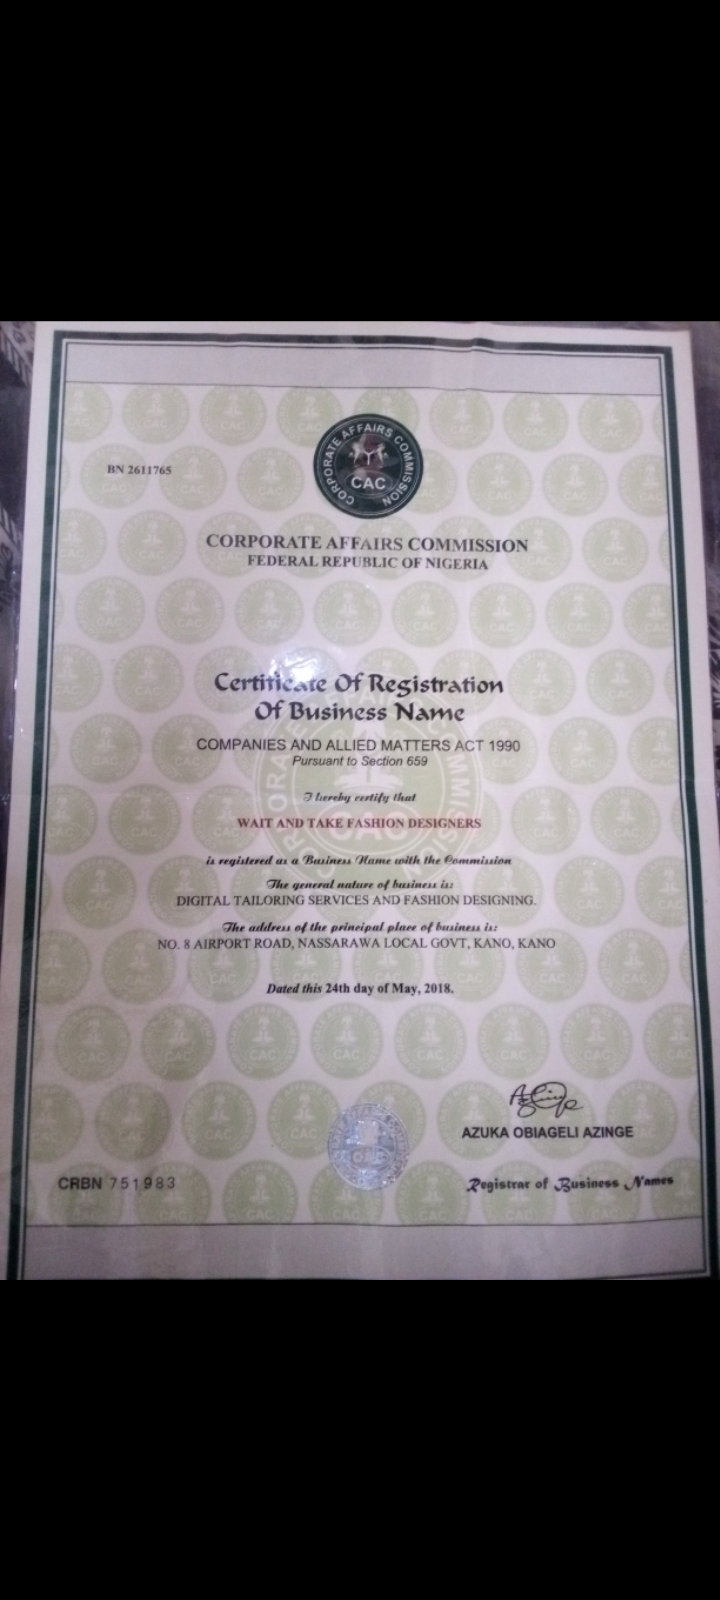 CORPORATE AFFAIRS COMMISSION
CAC
BN 2611765
CORPORATE AFFAIRS COMMISSION
FEDERAL REPUBLIC OF NIGERIA
Certificate Of Registration
Of Business Name
COMPANIES AND ALLIED MATTERS ACT 1990
Pursuant to Section 659
I hereby certify that
WAIT AND TAKE FASHION DESIGNERS
is registered as a Business Name with the Commission
The general nature of business is:
DIGITAL TAILORING SERVICES AND FASHION DESIGNING.
The address of the principal place of business is:
NO. 8 AIRPORT ROAD, NASSARAWA LOCAL GOVT, KANO, KANO
Dated this 24th day of May, 2018.
AZUKA OBIAGELI AZINGE
CRBN 751983
Registrar of Business Names